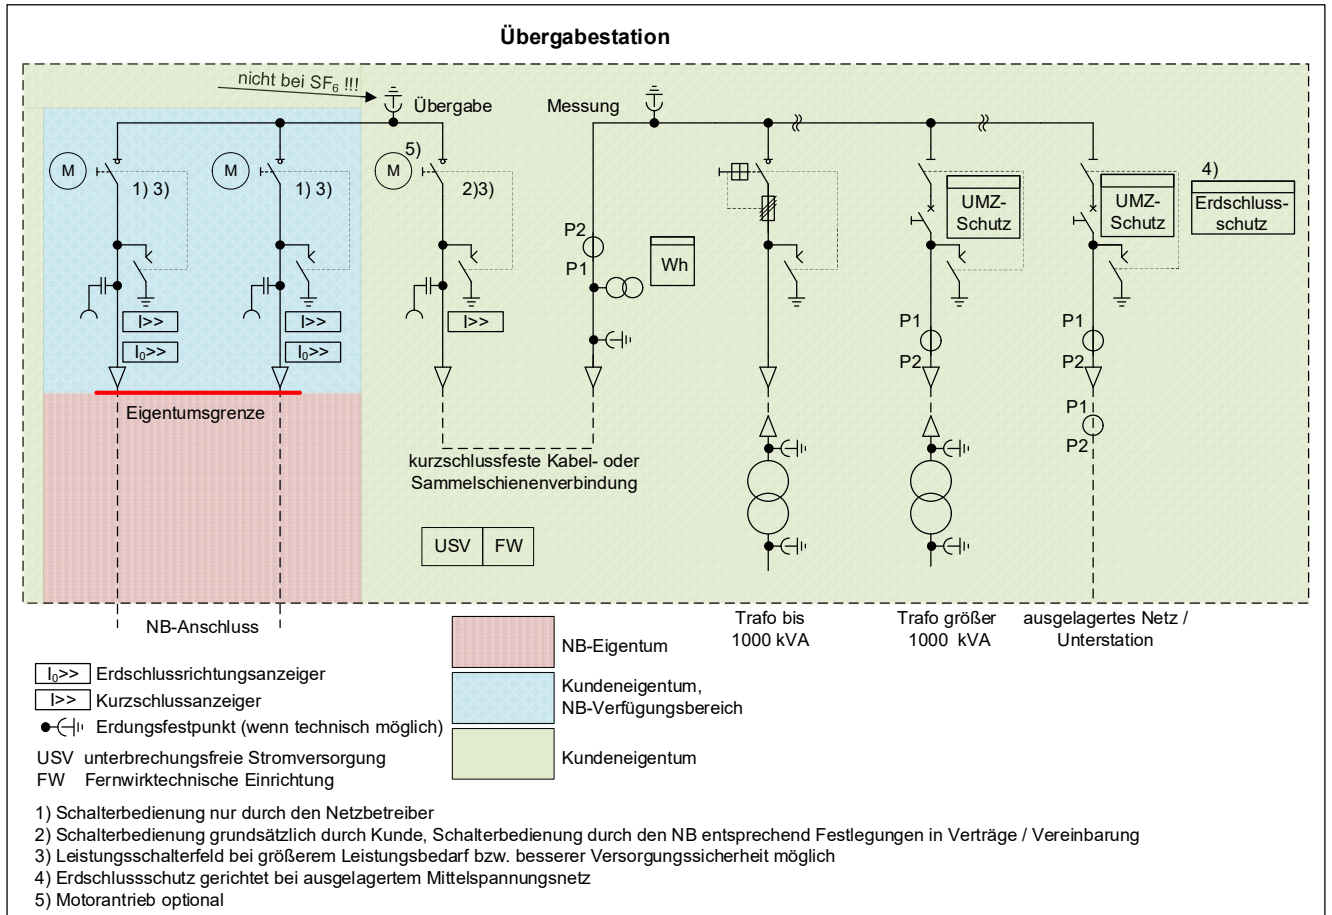 Übergabestation
nicht bei SF₆ !!!
Übergabe
Messung
M
1) 3)
M
1) 3)
5)
M
2)3)
4)
UMZ-
Schutz
UMZ-
Schutz
Erdschluss-
schutz
P2
P1
Wh
I>>
I₀>>
I>>
I₀>>
I>>
P1
P2
P1
P2
P1
P2
Eigentumsgrenze
kurzschlussfeste Kabel- oder
Sammelschienenverbindung
USV FW
NB-Anschluss
Trafo bis
1000 kVA
Trafo größer
1000 kVA
ausgelagertes Netz /
Unterstation
I₀>> Erdschlussrichtungsanzeiger
I>> Kurzschlussanzeiger
Erdungsfestpunkt (wenn technisch möglich)
USV unterbrechungsfreie Stromversorgung
FW Fernwirktechnische Einrichtung
NB-Eigentum
Kundeneigentum,
NB-Verfügungsbereich
Kundeneigentum
1) Schalterbedienung nur durch den Netzbetreiber
2) Schalterbedienung grundsätzlich durch Kunde, Schalterbedienung durch den NB entsprechend Festlegungen in Verträge / Vereinbarung
3) Leistungsschalterfeld bei größerem Leistungsbedarf bzw. besserer Versorgungssicherheit möglich
4) Erdschlussschutz gerichtet bei ausgelagertem Mittelspannungsnetz
5) Motorantrieb optional